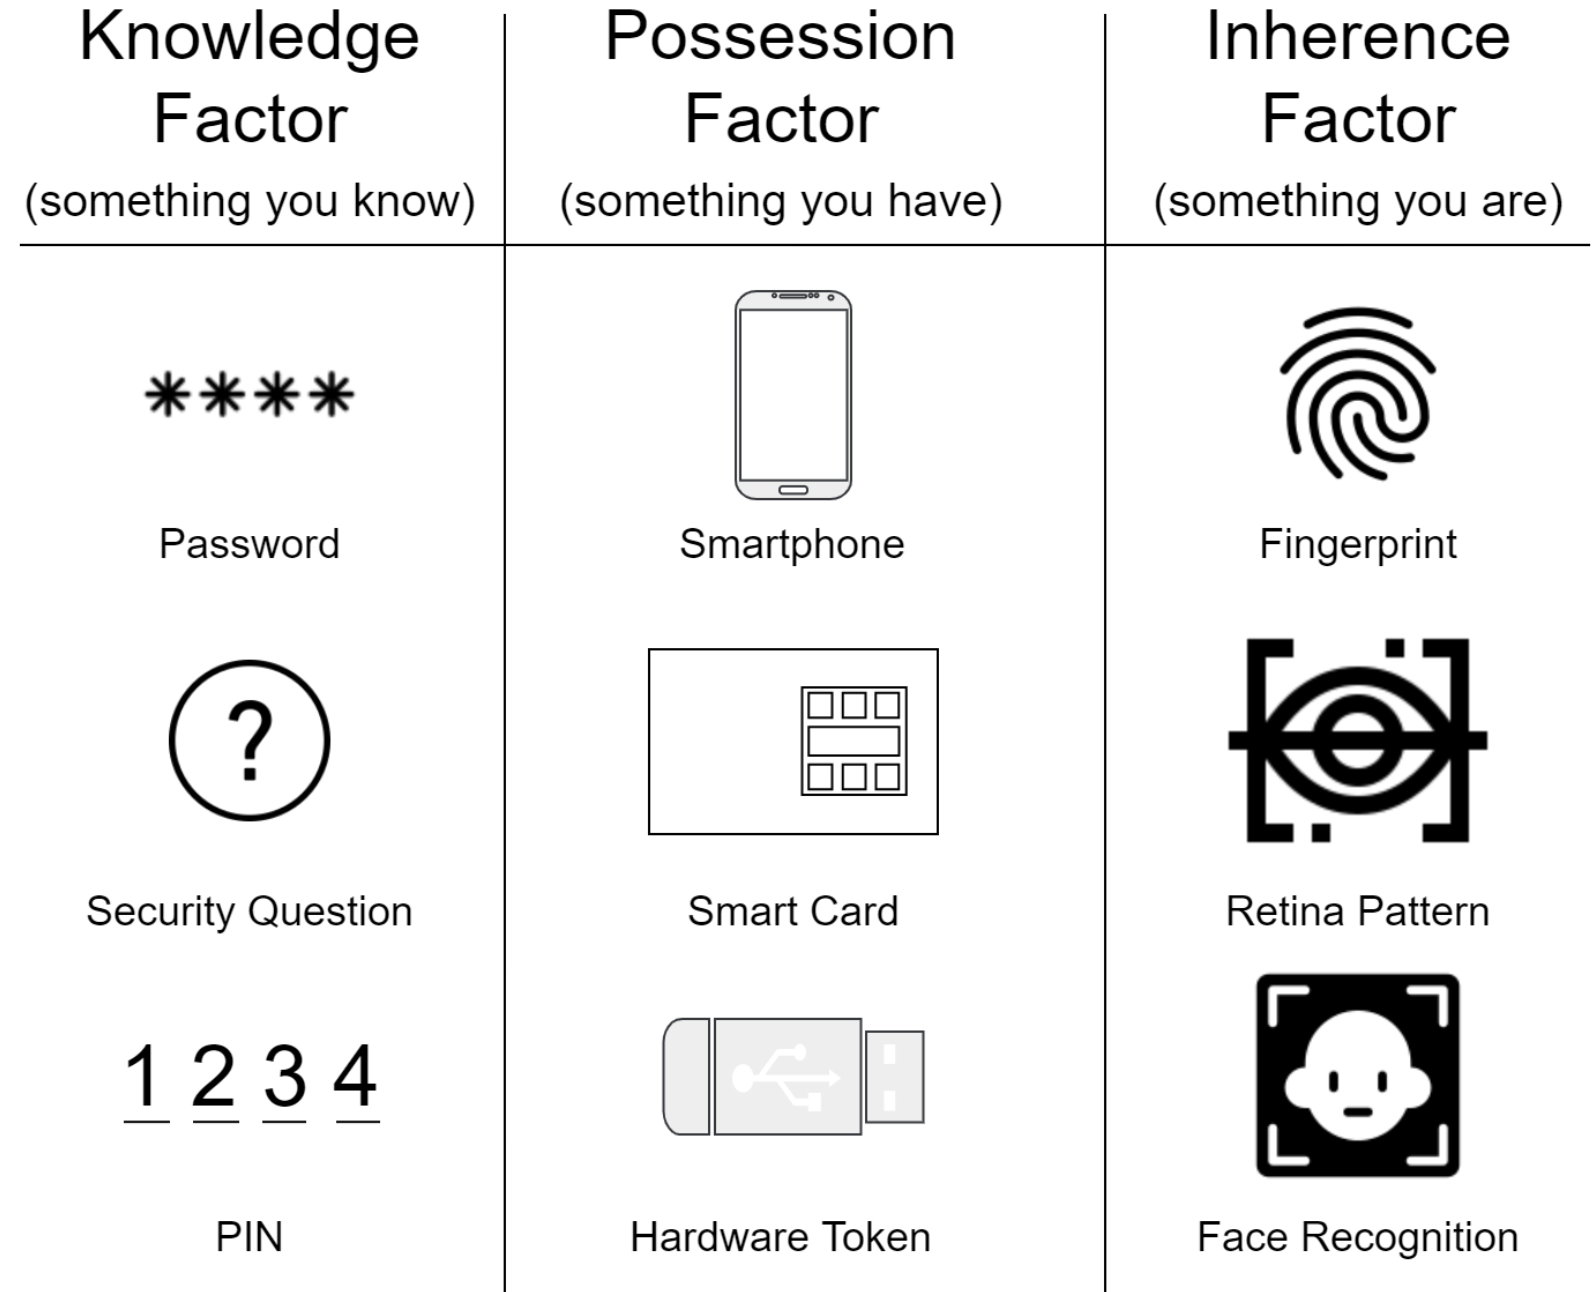 Knowledge
Factor
(something you know)
Possession
Factor
(something you have)
Inherence
Factor
(something you are)
****
Password
Smartphone
Fingerprint
?
Security Question
Smart Card
Retina Pattern
1 2 3 4
PIN
Hardware Token
Face Recognition